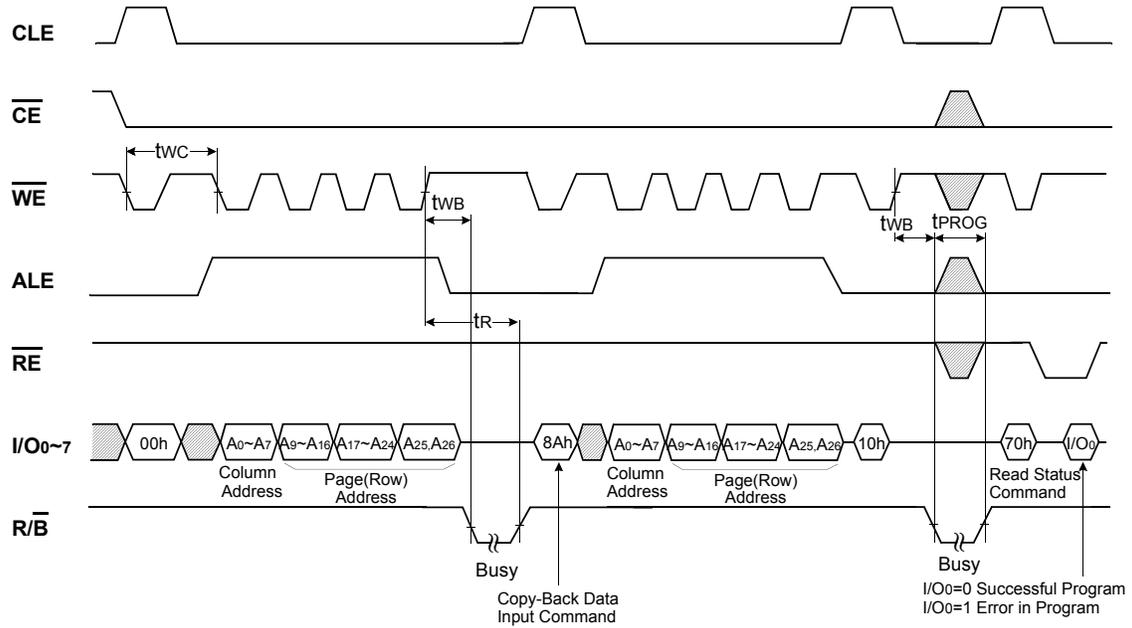 CLE
CE
tWC
WE
tWB
tWB
tPROG
ALE
tR
RE
I/O0~7
00h
A0~A7
A9~A16
A17~A24
A25,A26
8Ah
A0~A7
A9~A16
A17~A24
A25,A26
10h
70h
I/O0
Column
Address
Page(Row)
Address
Column
Address
Page(Row)
Address
Read Status
Command
R/B
Busy
Busy
Copy-Back Data
Input Command
I/O0=0 Successful Program
I/O0=1 Error in Program